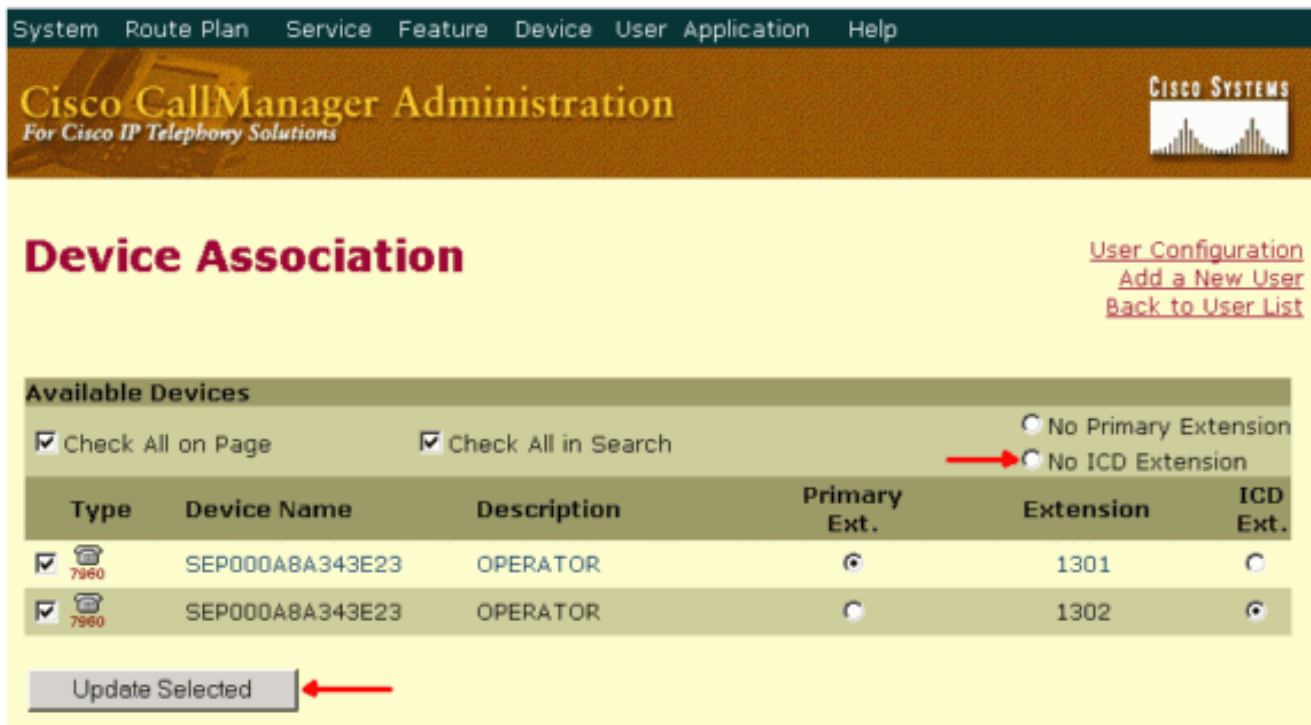 System Route Plan Service Feature Device User Application Help
Cisco CallManager Administration
For Cisco IP Telephony Solutions
CISCO SYSTEMS
Device Association
User Configuration
Add a New User
Back to User List
Available Devices
Check All on Page Check All in Search No Primary Extension
No ICD Extension
Type Device Name Description Primary Ext. Extension ICD Ext.
7960 SEP000A8A343E23 OPERATOR 1301
7960 SEP000A8A343E23 OPERATOR 1302
Update Selected